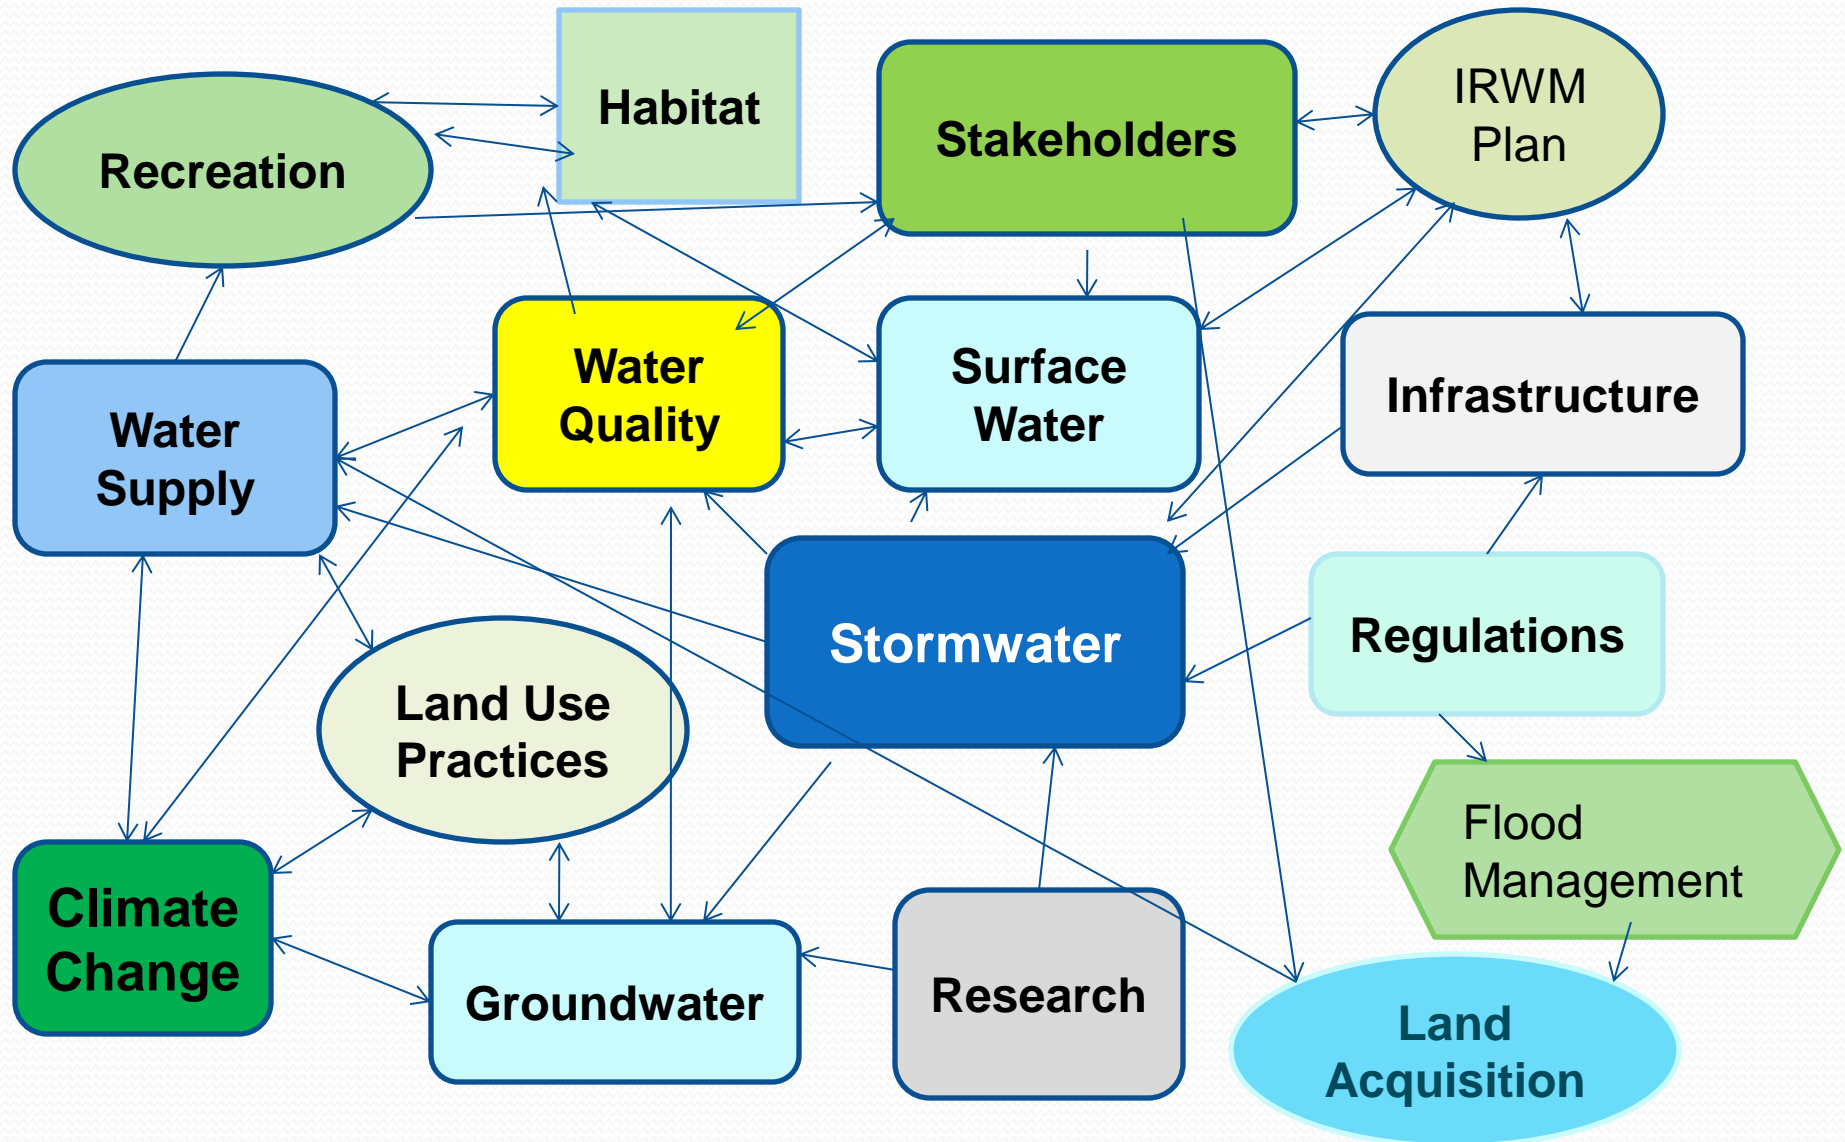 Habitat
Stakeholders
IRWM
Plan
Recreation
Water
Quality
Surface
Water
Infrastructure
Water
Supply
Stormwater
Regulations
Land Use
Practices
Flood
Management
Climate
Change
Groundwater
Research
Land
Acquisition